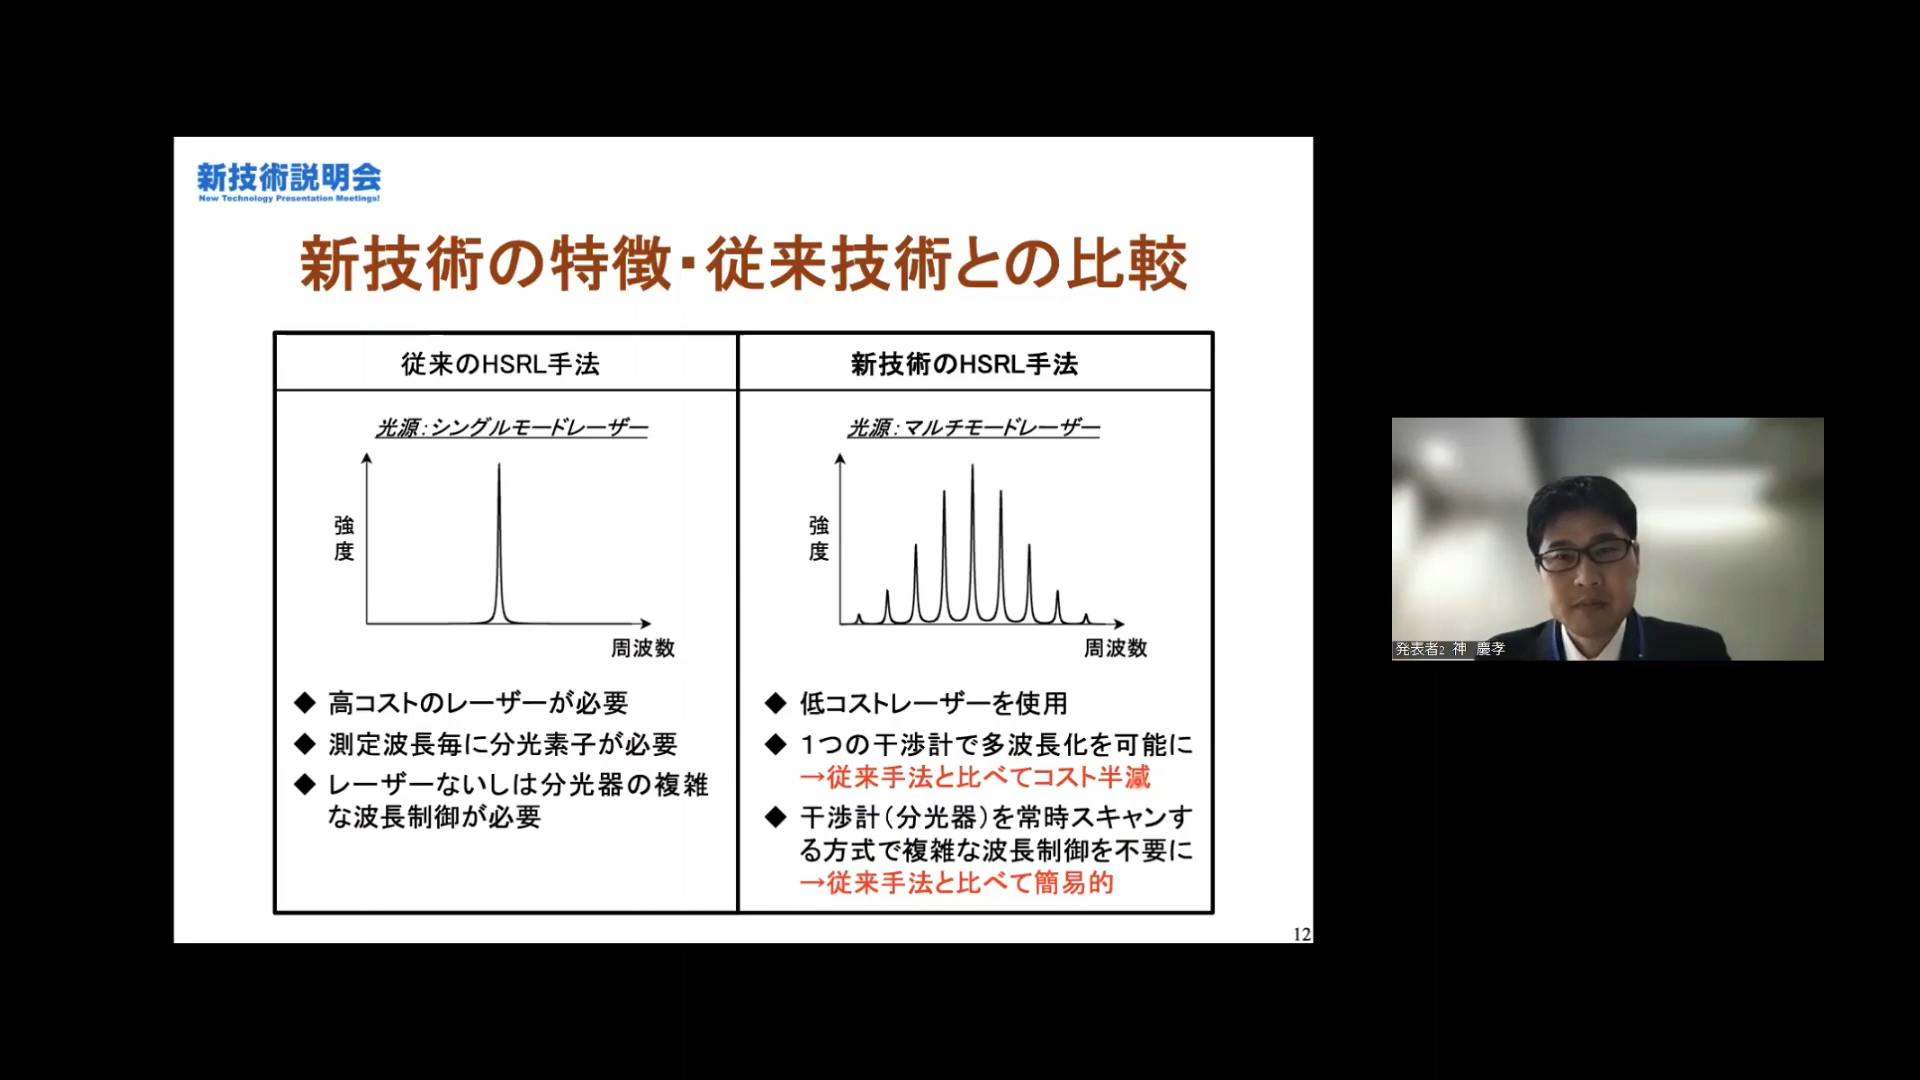 新技術説明会
New Technology Presentation Meetings!
新技術の特徴・従来技術との比較
従来のHSRL手法
光源：シングルモードレーザー
強度
周波数
◆ 高コストのレーザーが必要
◆ 測定波長毎に分光素子が必要
◆ レーザーないしは分光器の複雑
な波長制御が必要
新技術のHSRL手法
光源：マルチモードレーザー
強度
周波数
◆ 低コストレーザーを使用
◆ 1つの干渉計で多波長化を可能に
→従来手法と比べてコスト半減
◆ 干渉計（分光器）を常時スキャンす
る方式で複雑な波長制御を不要に
→従来手法と比べて簡易的
12
発表者2 神 慶孝